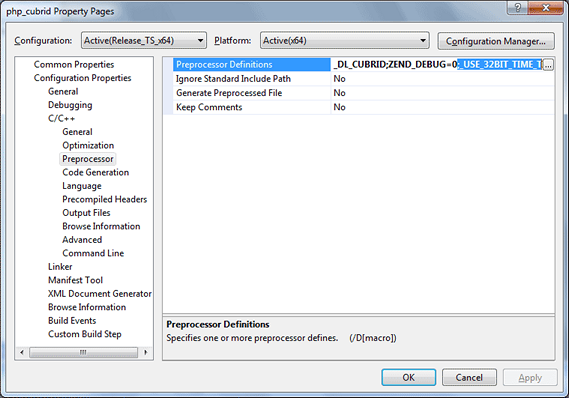 php_cubrid Property Pages
Configuration: Active(Release_TS_x64) Platform: Active(x64) Configuration Manager...
Common Properties
Configuration Properties
General
Debugging
C/C++
General
Optimization
Preprocessor
Code Generation
Language
Precompiled Headers
Output Files
Browse Information
Advanced
Command Line
Linker
Manifest Tool
XML Document Generator
Browse Information
Build Events
Custom Build Step
Preprocessor Definitions _DL_CUBRID;ZEND_DEBUG=0;_USE_32BIT_TIME_T ...
Ignore Standard Include Path No
Generate Preprocessed File No
Keep Comments No
Preprocessor Definitions
Specifies one or more preprocessor defines. (/D[macro])
OK Cancel Apply